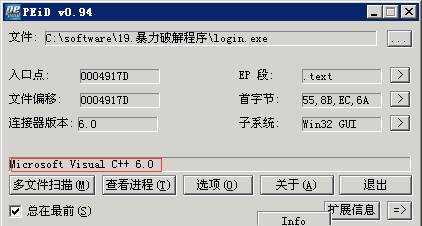 PEiD v0.94
文件: C:\software\19.暴力破解程序\login.exe ...
入口点: 0004917D EP 段: .text >
文件偏移: 0004917D 首字节: 55,8B,EC,6A >
连接器版本: 6.0 子系统: Win32 GUI >
Microsoft Visual C++ 6.0
多文件扫描(M) 查看进程(T) 选项(O) 关于(A) 退出
总在最前(S) 扩展信息 =>
Info